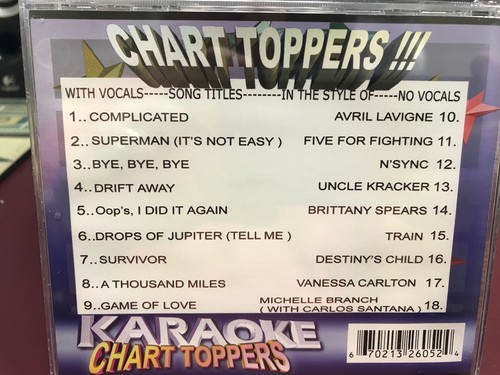 CHART TOPPERS !!!
WITH VOCALS-----SONG TITLES--------IN THE STYLE OF-----NO VOCALS
1..COMPLICATED AVRIL LAVIGNE 10.
2..SUPERMAN (IT'S NOT EASY ) FIVE FOR FIGHTING 11.
3..BYE, BYE, BYE N'SYNC 12.
4..DRIFT AWAY UNCLE KRACKER 13.
5..Oop's, I DID IT AGAIN BRITTANY SPEARS 14.
6..DROPS OF JUPITER (TELL ME ) TRAIN 15.
7..SURVIVOR DESTINY'S CHILD 16.
8..A THOUSAND MILES VANESSA CARLTON 17.
9..GAME OF LOVE MICHELLE BRANCH ( WITH CARLOS SANTANA ) 18.
KARAOKE
CHART TOPPERS
6 70213 26052 4